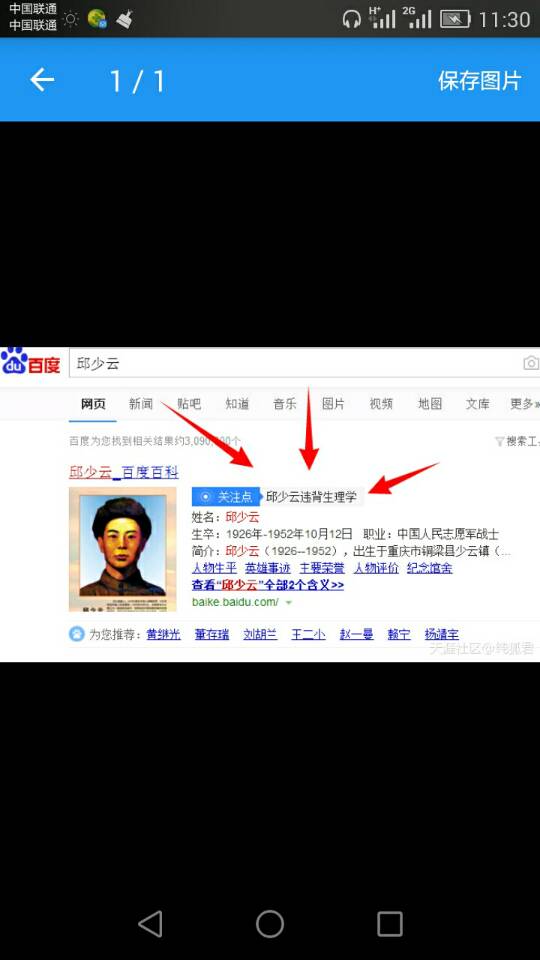 中国联通
中国联通
H+ 2G 11:30
1 / 1 保存图片
du 百度 邱少云
网页 新闻 贴吧 知道 音乐 图片 视频 地图 文库 更多»
百度为您找到相关结果约3,090,000个 搜索工具
邱少云_百度百科
关注点 邱少云违背生理学
姓名：邱少云
生卒：1926年-1952年10月12日 职业：中国人民志愿军战士
简介：邱少云（1926--1952），出生于重庆市铜梁县少云镇（...
人物生平 英雄事迹 主要荣誉 人物评价 纪念馆舍
查看“邱少云”全部2个含义>>
baike.baidu.com/
为您推荐： 黄继光 董存瑞 刘胡兰 王二小 赵一曼 赖宁 杨靖宇
天涯社区@纯狐君